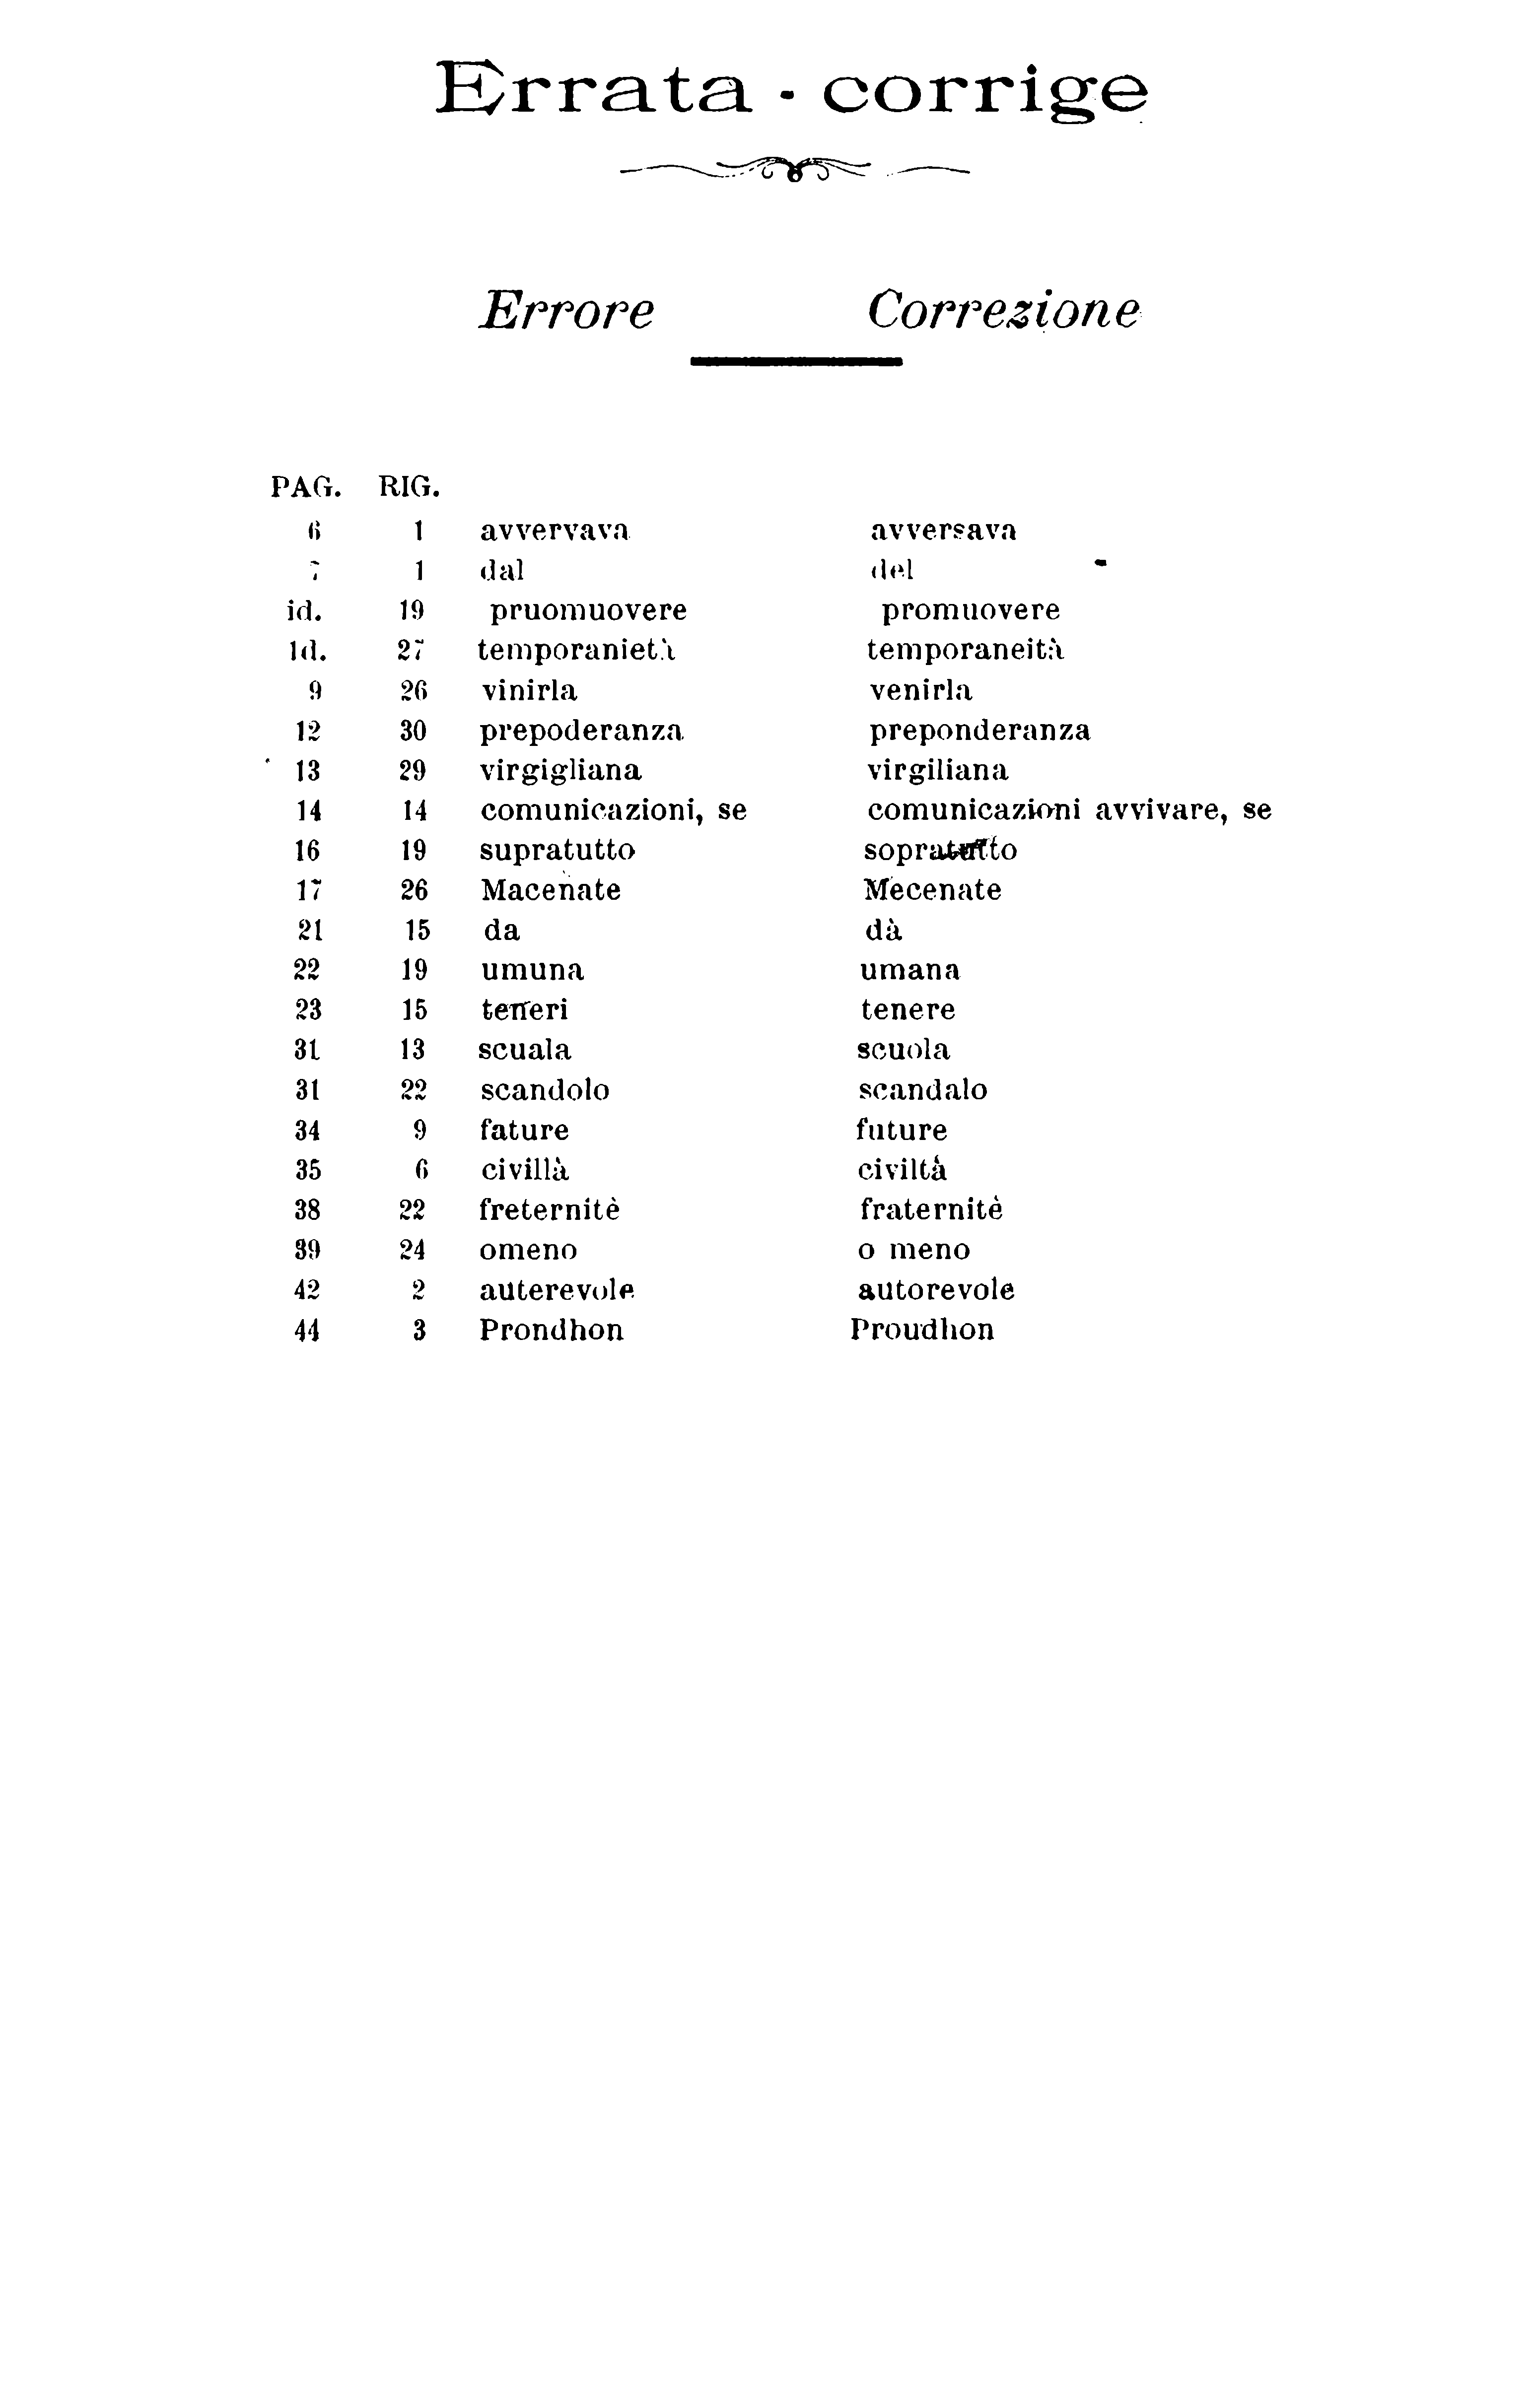 Errata - corrige
Errore Correzione
PAG. RIG.
6 1 avvervava avversava
7 1 dal del
id. 19 pruomuovere promuovere
Id. 27 temporanietà temporaneità
9 26 vinirla venirla
12 30 prepoderanza preponderanza
13 29 virgigliana virgiliana
14 14 comunicazioni, se comunicazioni avvivare, se
16 19 supratutto sopratutto
17 26 Macenate Mecenate
21 15 da dà
22 19 umuna umana
23 15 teneri tenere
31 13 scuala scuola
31 22 scandolo scandalo
34 9 fature future
35 6 civillà civiltà
38 22 freternitè fraternitè
39 24 omeno o meno
42 2 auterevole autorevole
44 3 Prondhon Proudhon